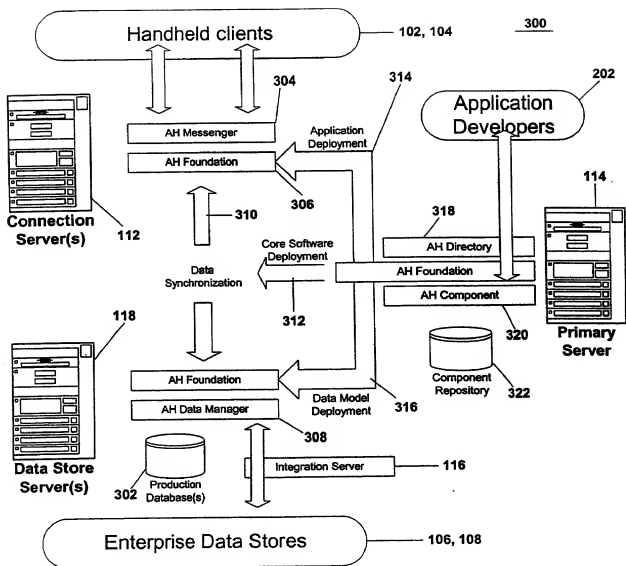 Handheld clients
102, 104
300
304
314
202
AH Messenger
Application
Deployment
Application
Developers
AH Foundation
306
114
Connection
Server(s)
112
310
318
AH Directory
Core Software
Deployment
Data
Synchronization
AH Foundation
312
AH Component
320
Primary
Server
118
322
Component
Repository
AH Foundation
Data Model
Deployment
316
AH Data Manager
308
Data Store
Server(s)
302
Production
Database(s)
Integration Server
116
Enterprise Data Stores
106, 108